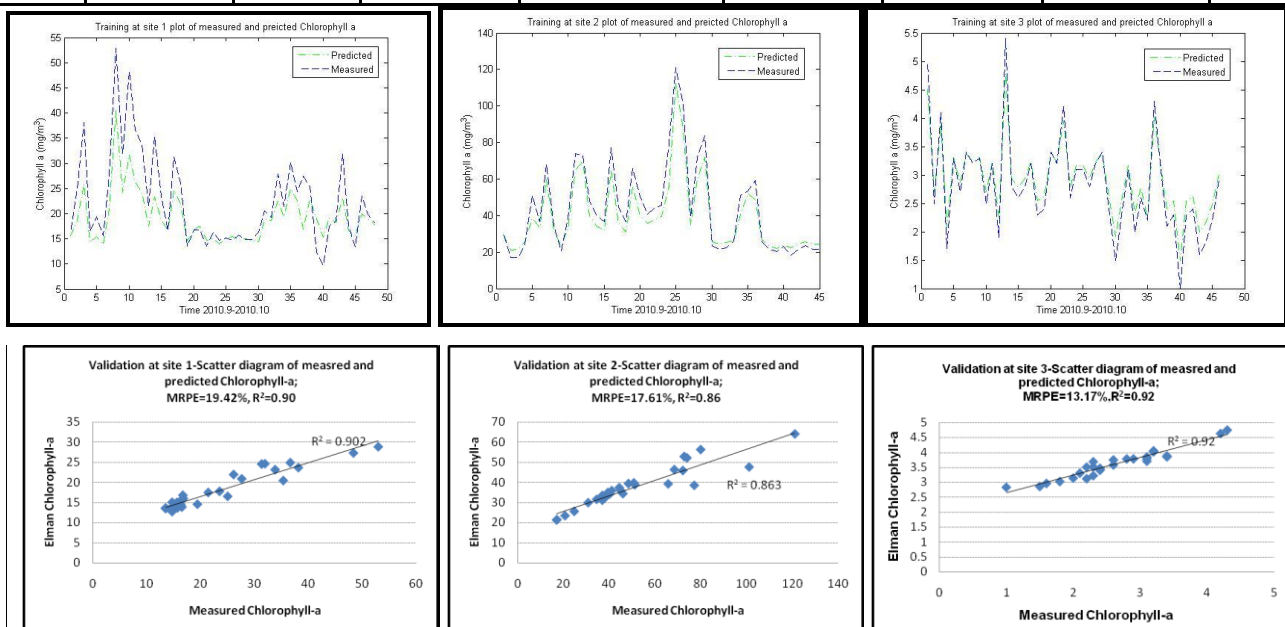 Training at site 1 plot of measured and preicted Chlorophyll a
Predicted
Measured
Chlorophyll a (mg/m³)
55
50
45
40
35
30
25
20
15
10
5
0 5 10 15 20 25 30 35 40 45 50
Time 2010.9-2010.10
Training at site 2 plot of measured and preicted Chlorophyll a
Predicted
Measured
Chlorophyll a (mg/m³)
140
120
100
80
60
40
20
0
0 5 10 15 20 25 30 35 40 45
Time 2010.9-2010.10
Training at site 3 plot of measured and preicted Chlorophyll a
Predicted
Measured
Chlorophyll a (mg/m³)
5.5
5
4.5
4
3.5
3
2.5
2
1.5
1
0 5 10 15 20 25 30 35 40 45 50
Time 2010.9-2010.10
Validation at site 1-Scatter diagram of measred and
predicted Chlorophyll-a;
MRPE=19.42%, R²=0.90
Elman Chlorophyll-a
35
30
25
20
15
10
5
0
R² = 0.902
0 20 40 60
Measured Chlorophyll-a
Validation at site 2-Scatter diagram of measred and
predicted Chlorophyll-a;
MRPE=17.61%, R²=0.86
Elman Chlorophyll-a
70
60
50
40
30
20
10
0
R² = 0.863
0 20 40 60 80 100 120 140
Measured Chlorophyll-a
Validation at site 3-Scatter diagram of measred and
predicted Chlorophyll-a;
MRPE=13.17%.R²=0.92
Elman Chlorophyll-a
5
4.5
4
3.5
3
2.5
2
1.5
1
0.5
0
R² = 0.92
0 1 2 3 4 5
Measured Chlorophyll-a